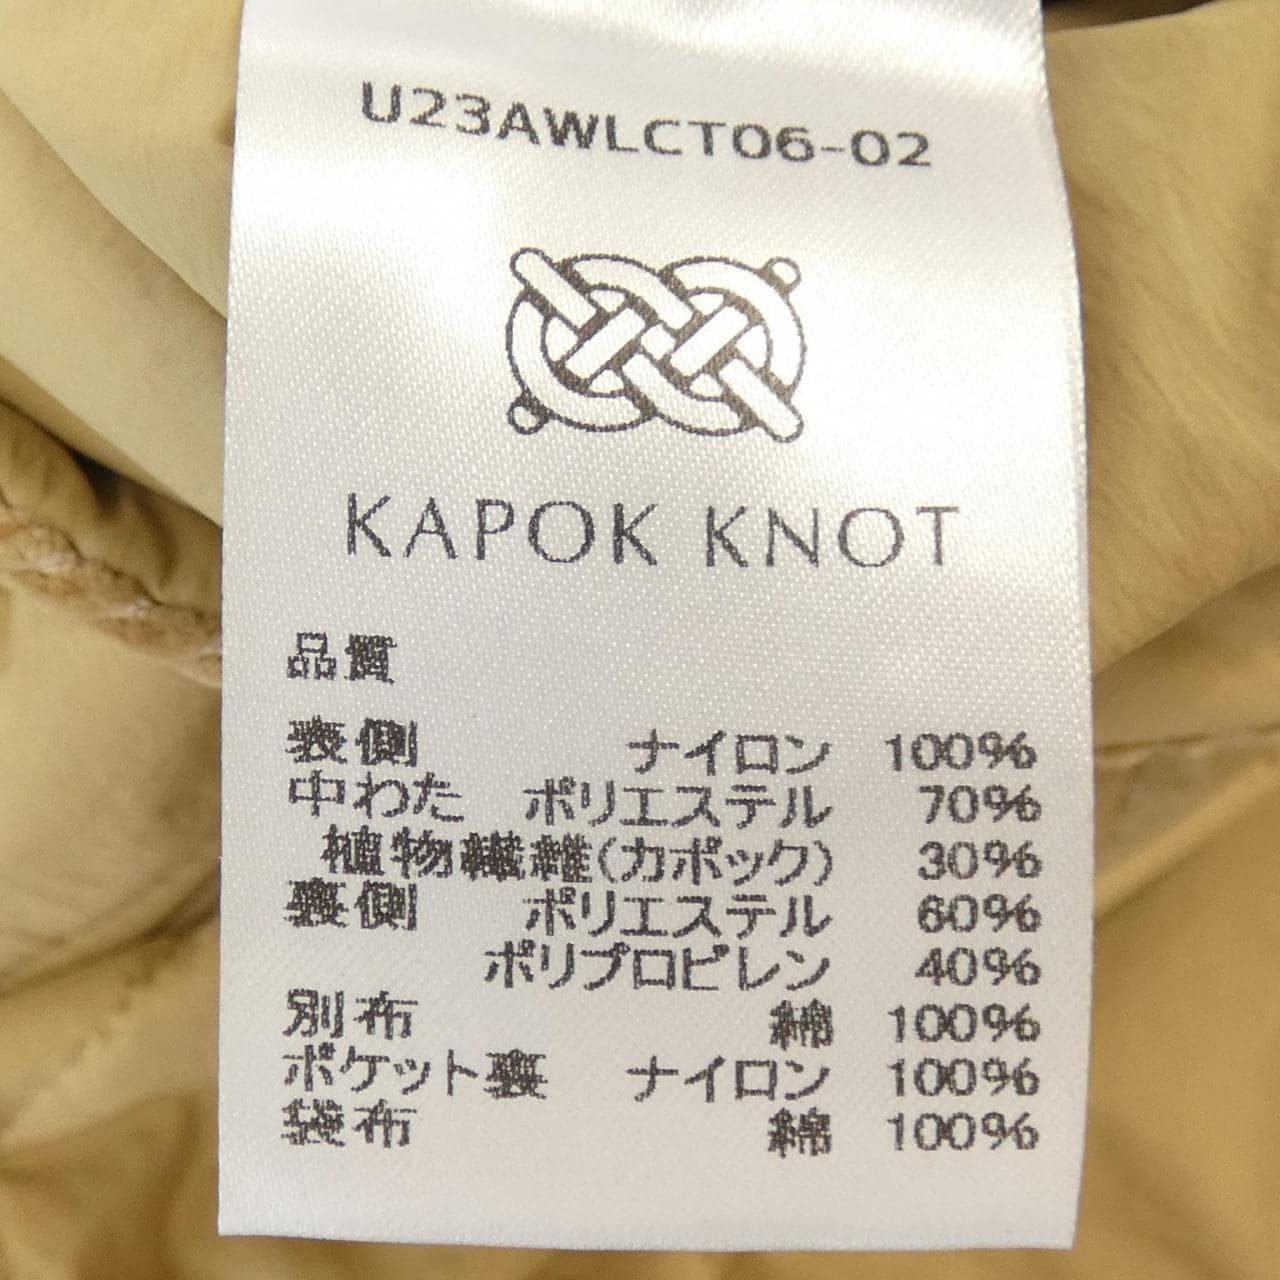 U23AWLCT06-02
KAPOK KNOT
品質
表側 ナイロン 100%
中わた ポリエステル 70%
植物繊維(カポック) 30%
裏側 ポリエステル 60%
ポリプロピレン 40%
別布 綿 100%
ポケット裏 ナイロン 100%
袋布 綿 100%